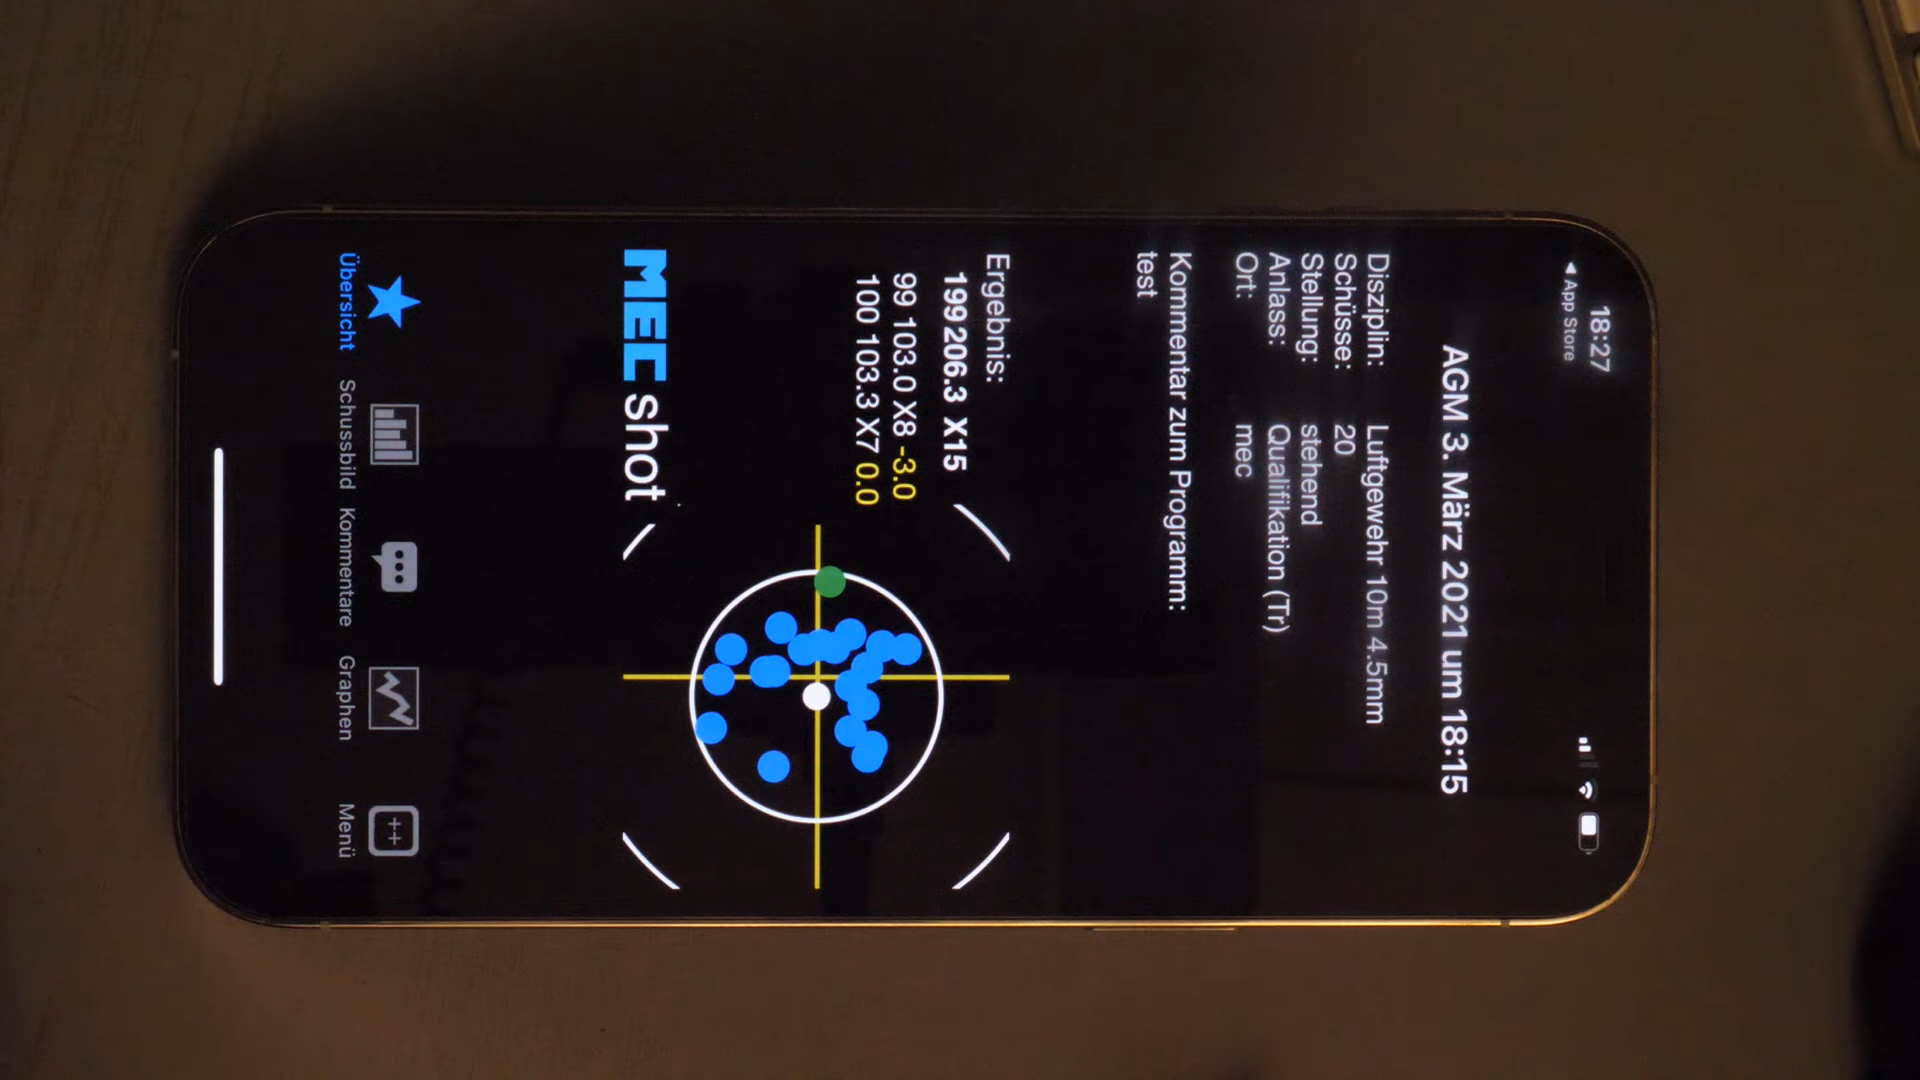 18:27
◀ App Store
AGM 3. März 2021 um 18:15
Disziplin: Luftgewehr 10m 4.5mm
Schüsse: 20
Stellung: stehend
Anlass: Qualifikation (Tr)
Ort: mec
Kommentar zum Programm:
test
Ergebnis:
199 206.3 X15
99 103.0 X8 -3.0
100 103.3 X7 0.0
MEC shot
Übersicht Schussbild Kommentare Graphen Menü